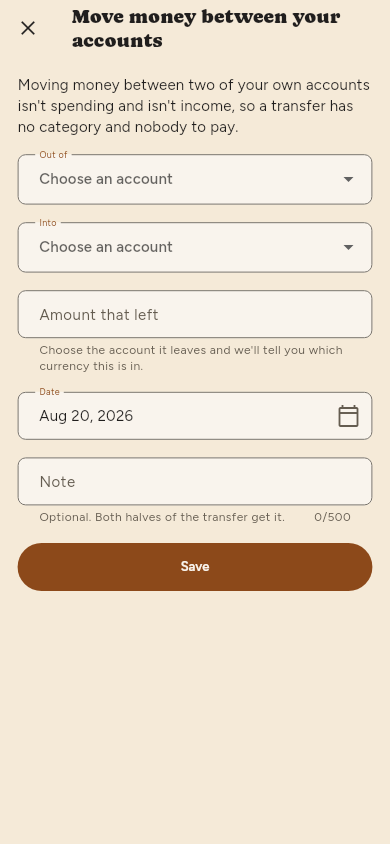 Move money between your
accounts
Moving money between two of your own accounts
isn't spending and isn't income, so a transfer has
no category and nobody to pay.
Out of
Choose an account
Into
Choose an account
Amount that left
Choose the account it leaves and we'll tell you which
currency this is in.
Date
Aug 20, 2026
Note
Optional. Both halves of the transfer get it.
0/500
Save